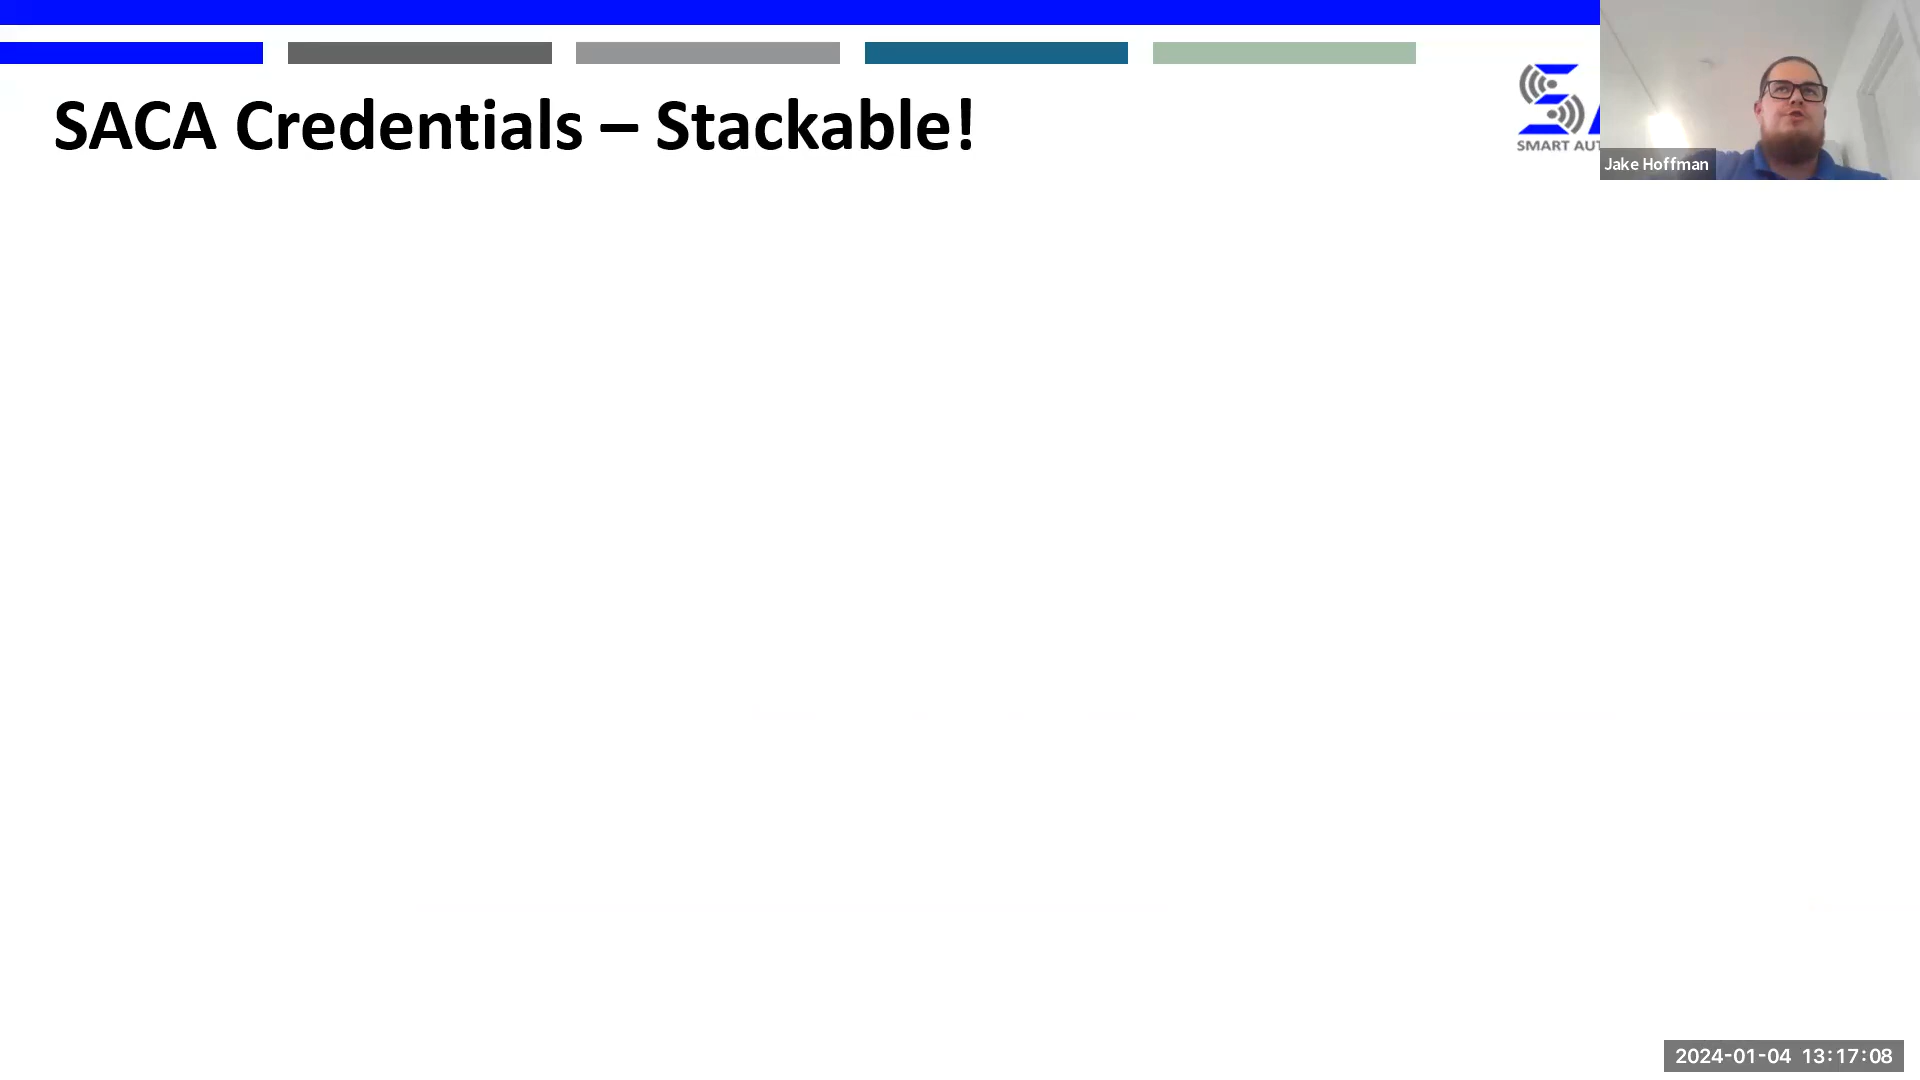 SACA Credentials – Stackable!
SMART AUT
Jake Hoffman
2024-01-04 13:17:08